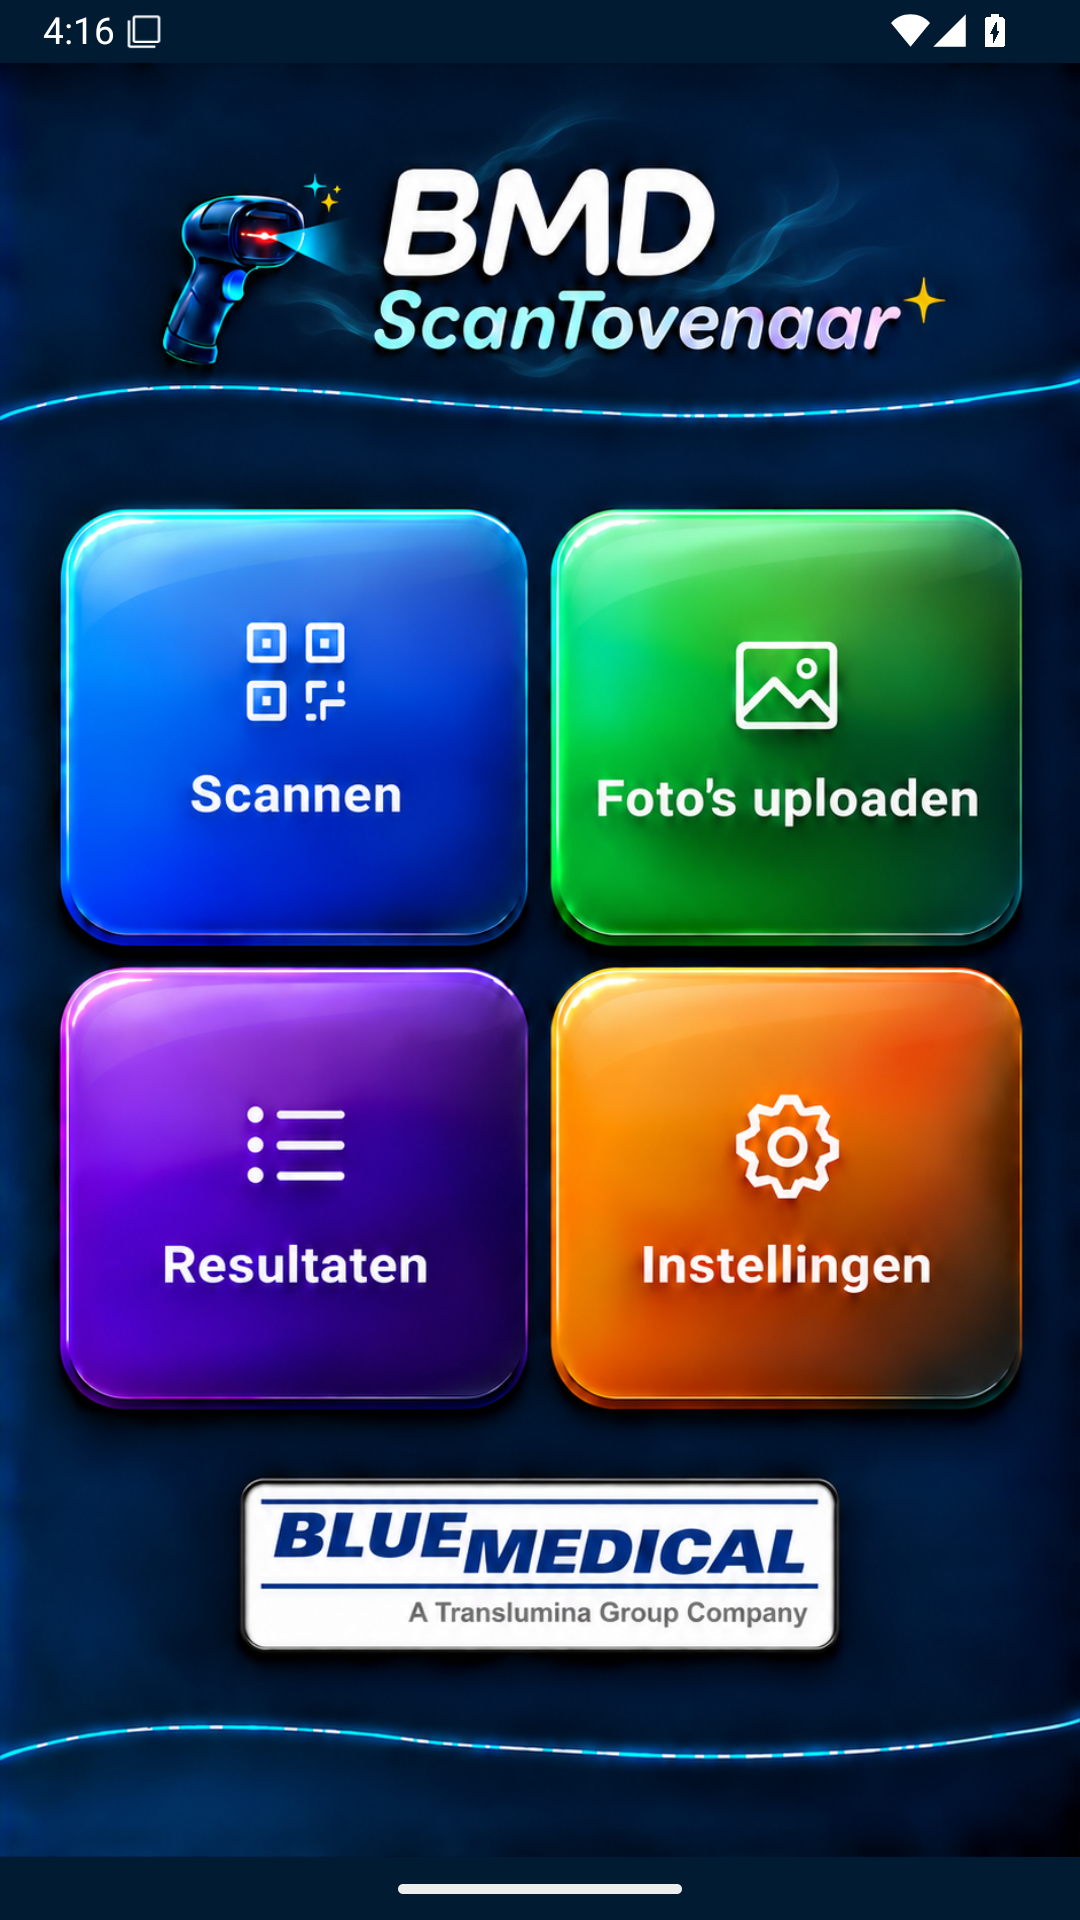 4:16
BMD
ScanTovenaar
Scannen
Foto's uploaden
Resultaten
Instellingen
BLUEMEDICAL
A Translumina Group Company